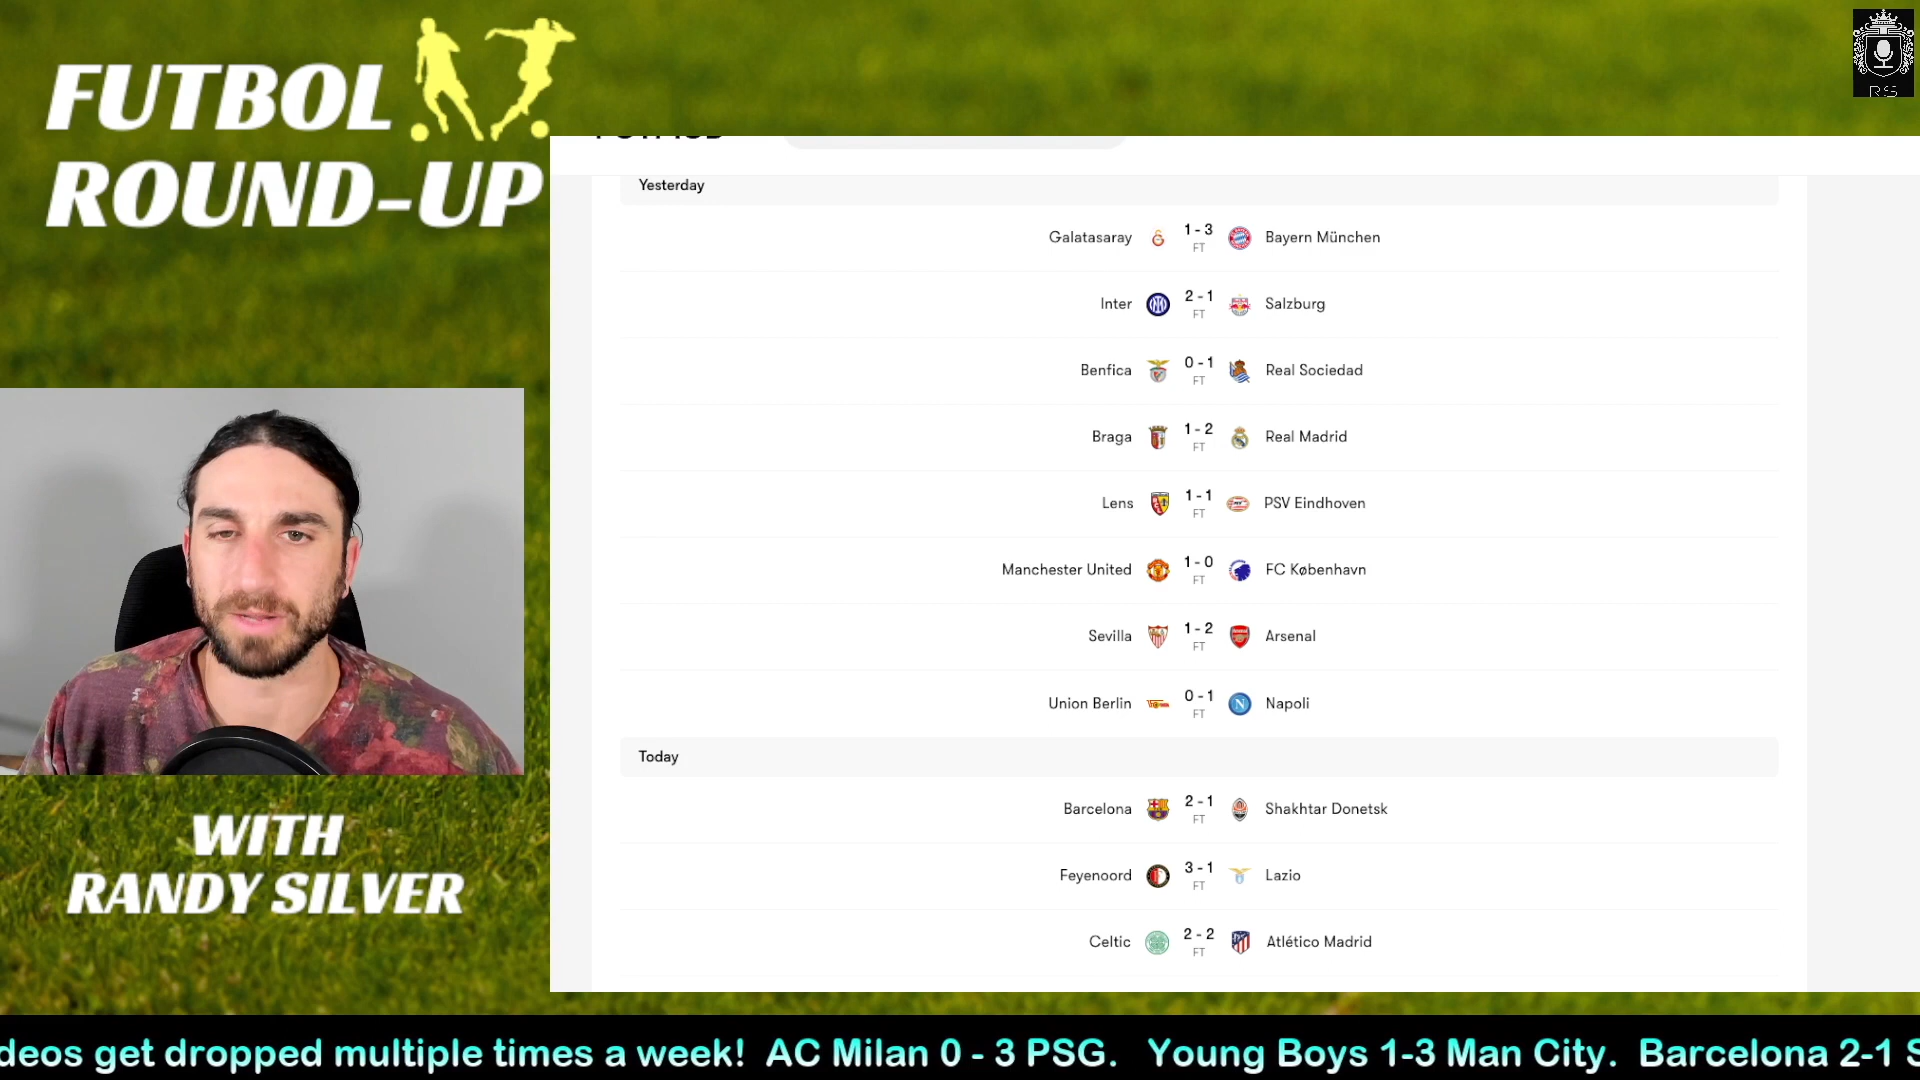 FUTBOL
ROUND-UP
RS
Yesterday
Galatasaray 1 - 3 Bayern München
FT
Inter 2 - 1 Salzburg
FT
Benfica 0 - 1 Real Sociedad
FT
Braga 1 - 2 Real Madrid
FT
Lens 1 - 1 PSV Eindhoven
FT
Manchester United 1 - 0 FC København
FT
Sevilla 1 - 2 Arsenal
FT
Union Berlin 0 - 1 Napoli
FT
Today
Barcelona 2 - 1 Shakhtar Donetsk
FT
Feyenoord 3 - 1 Lazio
FT
Celtic 2 - 2 Atlético Madrid
FT
WITH
RANDY SILVER
deos get dropped multiple times a week! AC Milan 0 - 3 PSG. Young Boys 1-3 Man City. Barcelona 2-1 S